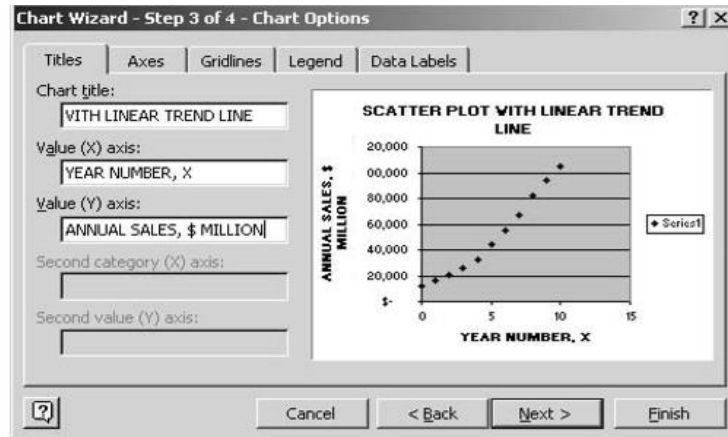 Chart Wizard - Step 3 of 4 - Chart Options
? X
Titles Axes Gridlines Legend Data Labels
Chart title:
VITH LINEAR TREND LINE
Value (X) axis:
YEAR NUMBER, X
Value (Y) axis:
ANNUAL SALES, $ MILLION
Second category (X) axis:
Second value (Y) axis:
SCATTER PLOT WITH LINEAR TREND
LINE
ANNUAL SALES, $
MILLION
20,000
00,000
80,000
60,000
40,000
20,000
$-
0 5 10 15
YEAR NUMBER, X
Series1
?
Cancel < Back Next > Finish